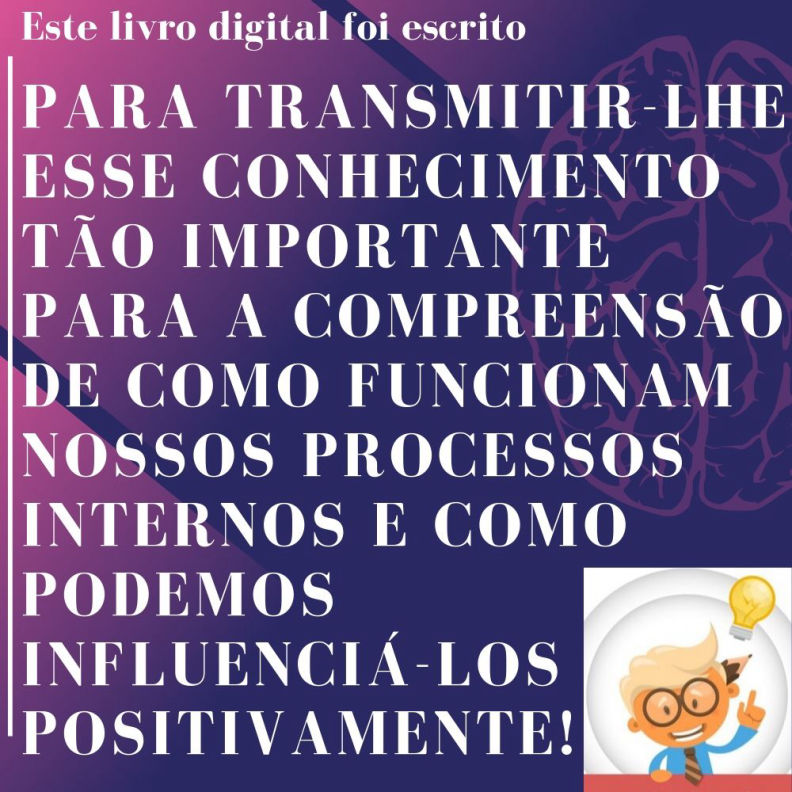 Este livro digital foi escrito
PARA TRANSMITIR-LHE
ESSE CONHECIMENTO
TÃO IMPORTANTE
PARA A COMPREENSÃO
DE COMO FUNCIONAM
NOSSOS PROCESSOS
INTERNOS E COMO
PODEMOS
INFLUENCIÁ-LOS
POSITIVAMENTE!